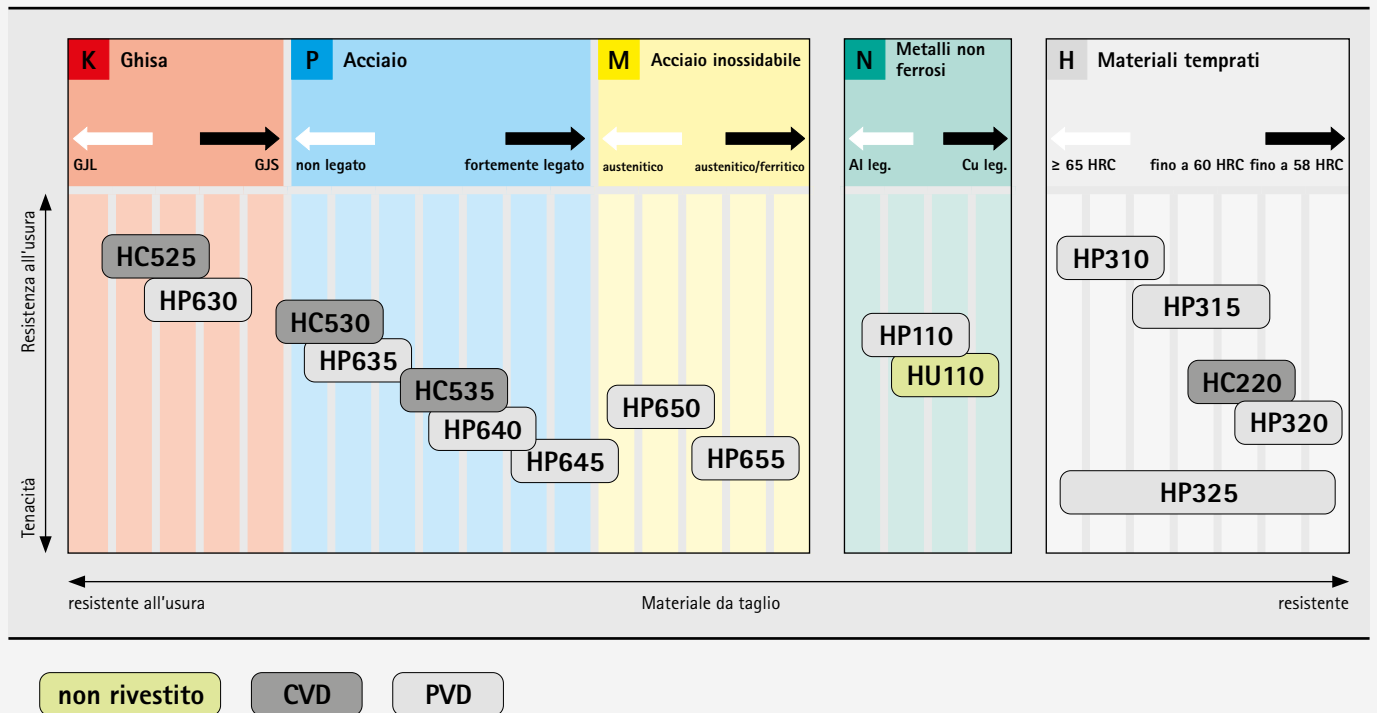 K Ghisa
P Acciaio
M Acciaio inossidabile
N Metalli non
ferrosi
H Materiali temprati
GJL GJS
non legato fortemente legato
austenitico austenitico/ferritico
Al leg. Cu leg.
≥ 65 HRC fino a 60 HRC fino a 58 HRC
Resistenza all'usura
Tenacità
HC525
HP630
HC530
HP635
HC535
HP640
HP645
HP650
HP655
HP110
HU110
HP310
HP315
HC220
HP320
HP325
resistente all'usura Materiale da taglio resistente
non rivestito CVD PVD